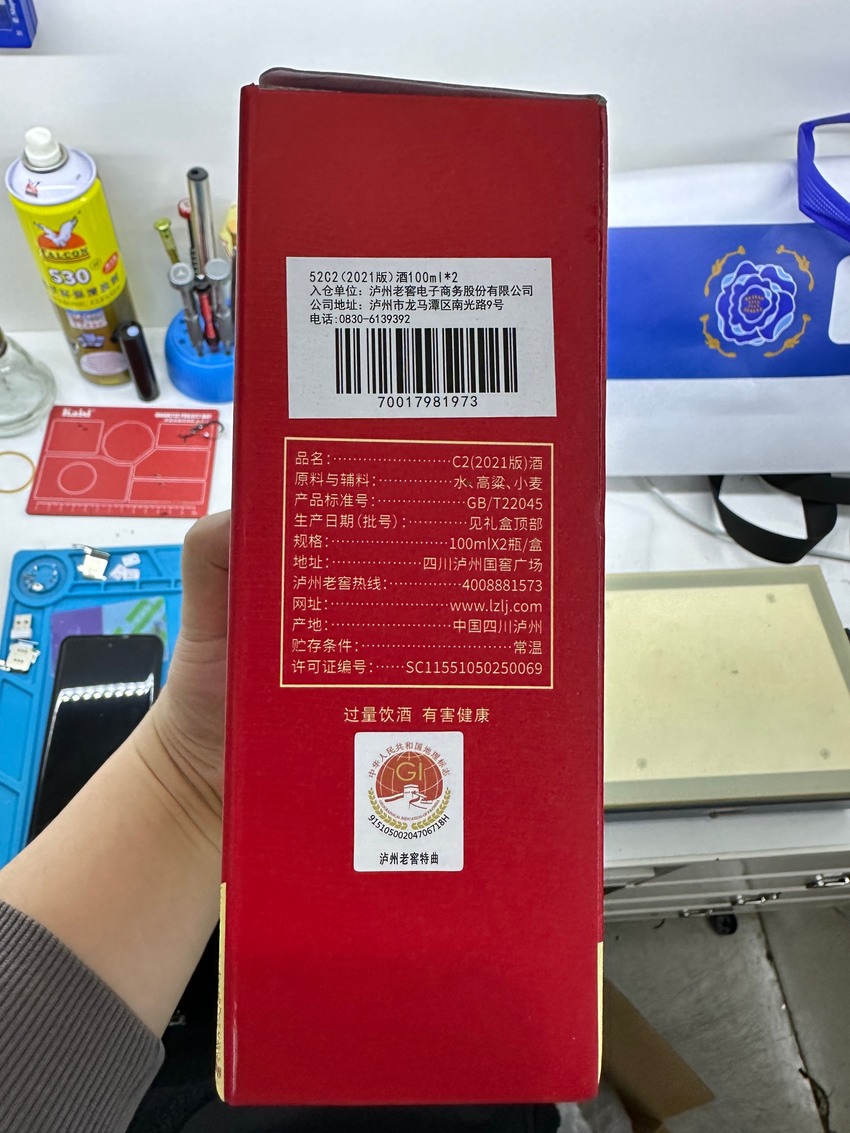 52C2(2021版)酒100ml*2
入仓单位：泸州老窖电子商务股份有限公司
公司地址：泸州市龙马潭区南光路9号
电话:0830-6139392
70017981973
品名:························C2(2021版)酒
原料与辅料:···············水、高粱、小麦
产品标准号:··················GB/T22045
生产日期(批号):············见礼盒顶部
规格:·······················100mlX2瓶/盒
地址:··················四川泸州国窖广场
泸州老窖热线:···············4008881573
网址:·······················www.lzlj.com
产地:························中国四川泸州
贮存条件:·························常温
许可证编号:······SC11551050250069
过量饮酒 有害健康
中华人民共和国地理标志
GI
91510500204706718H
泸州老窖特曲
FALCON
530
Kaisi